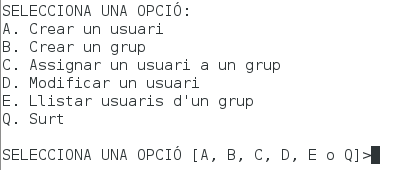 SELECCIONA UNA OPCIÓ:
A. Crear un usuari
B. Crear un grup
C. Assignar un usuari a un grup
D. Modificar un usuari
E. Llistar usuaris d'un grup
Q. Surt
SELECCIONA UNA OPCIÓ [A, B, C, D, E o Q]>